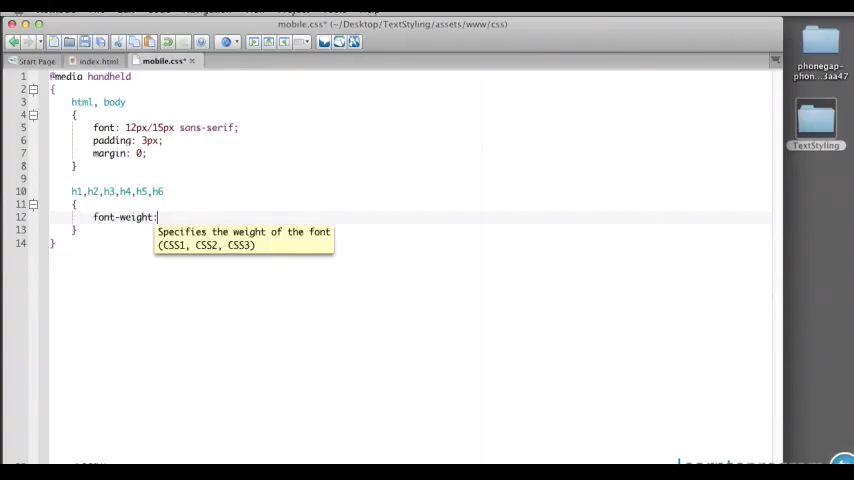 mobile.css* (~/Desktop/TextStyling/assets/www/css)
Start Page
index.html
mobile.css*
1 @media handheld
2 {
3 html, body
4 {
5 font: 12px/15px sans-serif;
6 padding: 3px;
7 margin: 0;
8 }
9
10 h1,h2,h3,h4,h5,h6
11 {
12 font-weight:
13 }
14 }
Specifies the weight of the font
(CSS1, CSS2, CSS3)
phonegap-
phon...3aa47
TextStyling